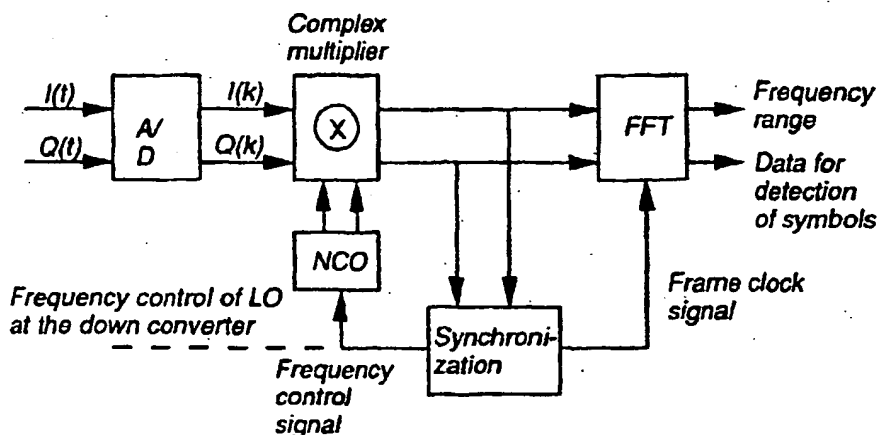 Complex
multiplier
I(t)
I(k)
Q(t)
Q(k)
A/
D
X
FFT
Frequency
range
Data for
detection
of symbols
NCO
Frequency control of LO
at the down converter
Frame clock
signal
Synchroni-
zation
Frequency
control
signal